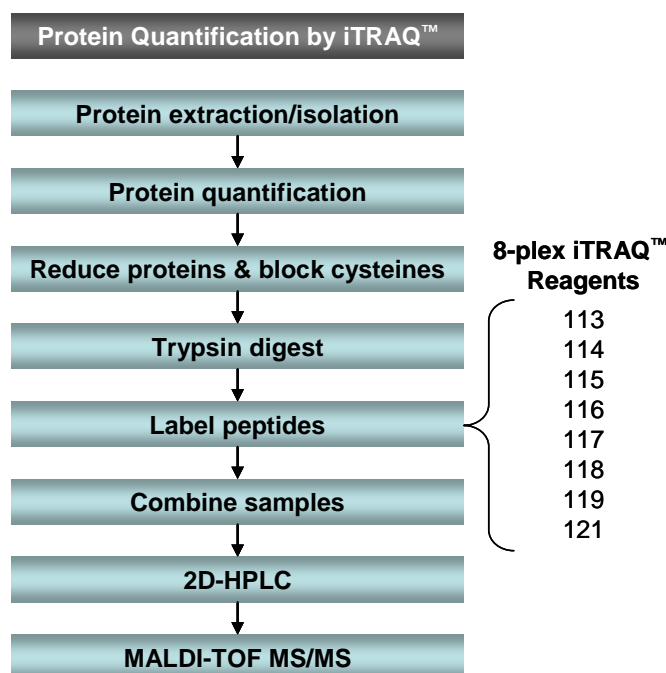 Protein Quantification by iTRAQ™
Protein extraction/isolation
Protein quantification
Reduce proteins & block cysteines
Trypsin digest
Label peptides
Combine samples
2D-HPLC
MALDI-TOF MS/MS
8-plex iTRAQ™
Reagents
113
114
115
116
117
118
119
121